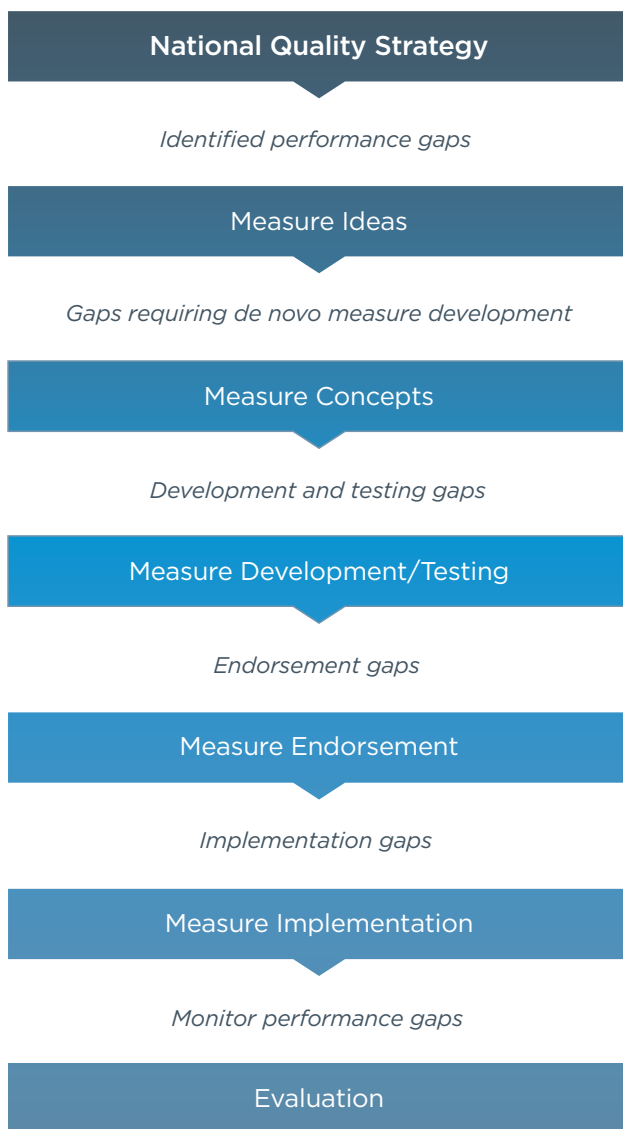 National Quality Strategy
Identified performance gaps
Measure Ideas
Gaps requiring de novo measure development
Measure Concepts
Development and testing gaps
Measure Development/Testing
Endorsement gaps
Measure Endorsement
Implementation gaps
Measure Implementation
Monitor performance gaps
Evaluation